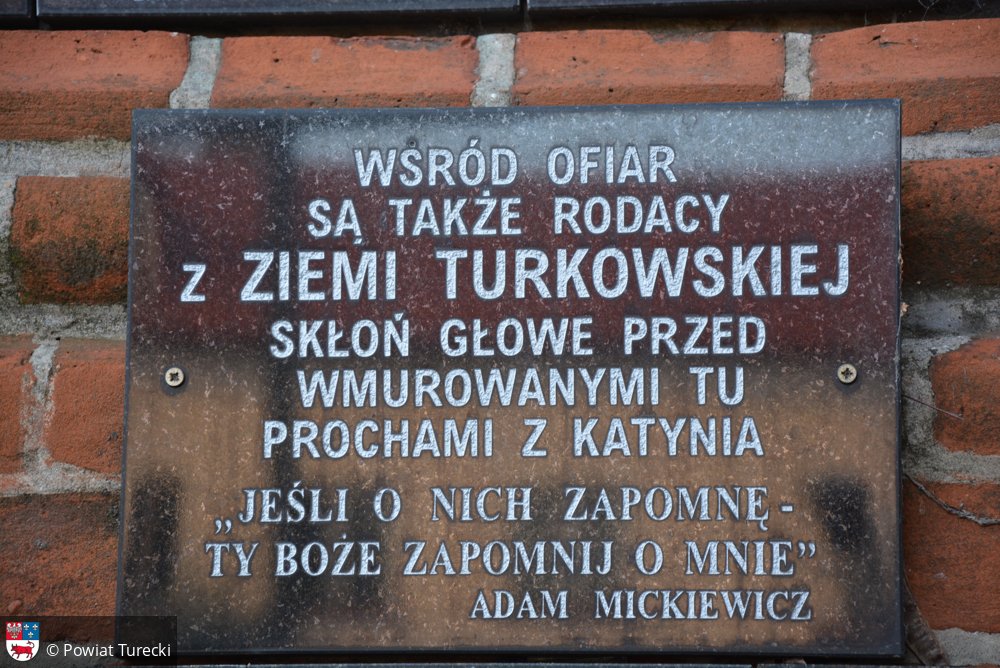 WŚRÓD OFIAR
SĄ TAKŻE RODACY
z ZIEMI TURKOWSKIEJ
SKŁOŃ GŁOWE PRZED
WMUROWANYMI TU
PROCHAMI Z KATYNIA
„JEŚLI O NICH ZAPOMNĘ -
TY BOŻE ZAPOMNIJ O MNIE”
ADAM MICKIEWICZ
© Powiat Turecki